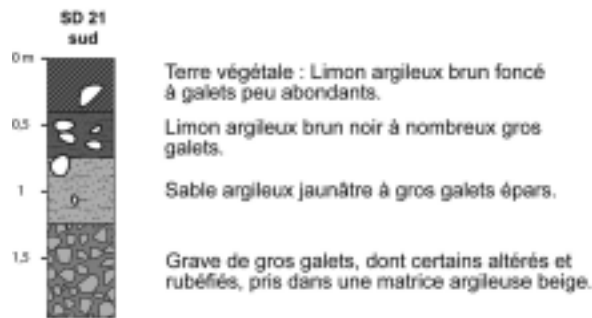 SD 21
sud
0 m
Terre végétale : Limon argileux brun foncé
à galets peu abondants.
0,5
Limon argileux brun noir à nombreux gros
galets.
1
Sable argileux jaunâtre à gros galets épars.
1,5
Grave de gros galets, dont certains altérés et
rubéfiés, pris dans une matrice argileuse beige.